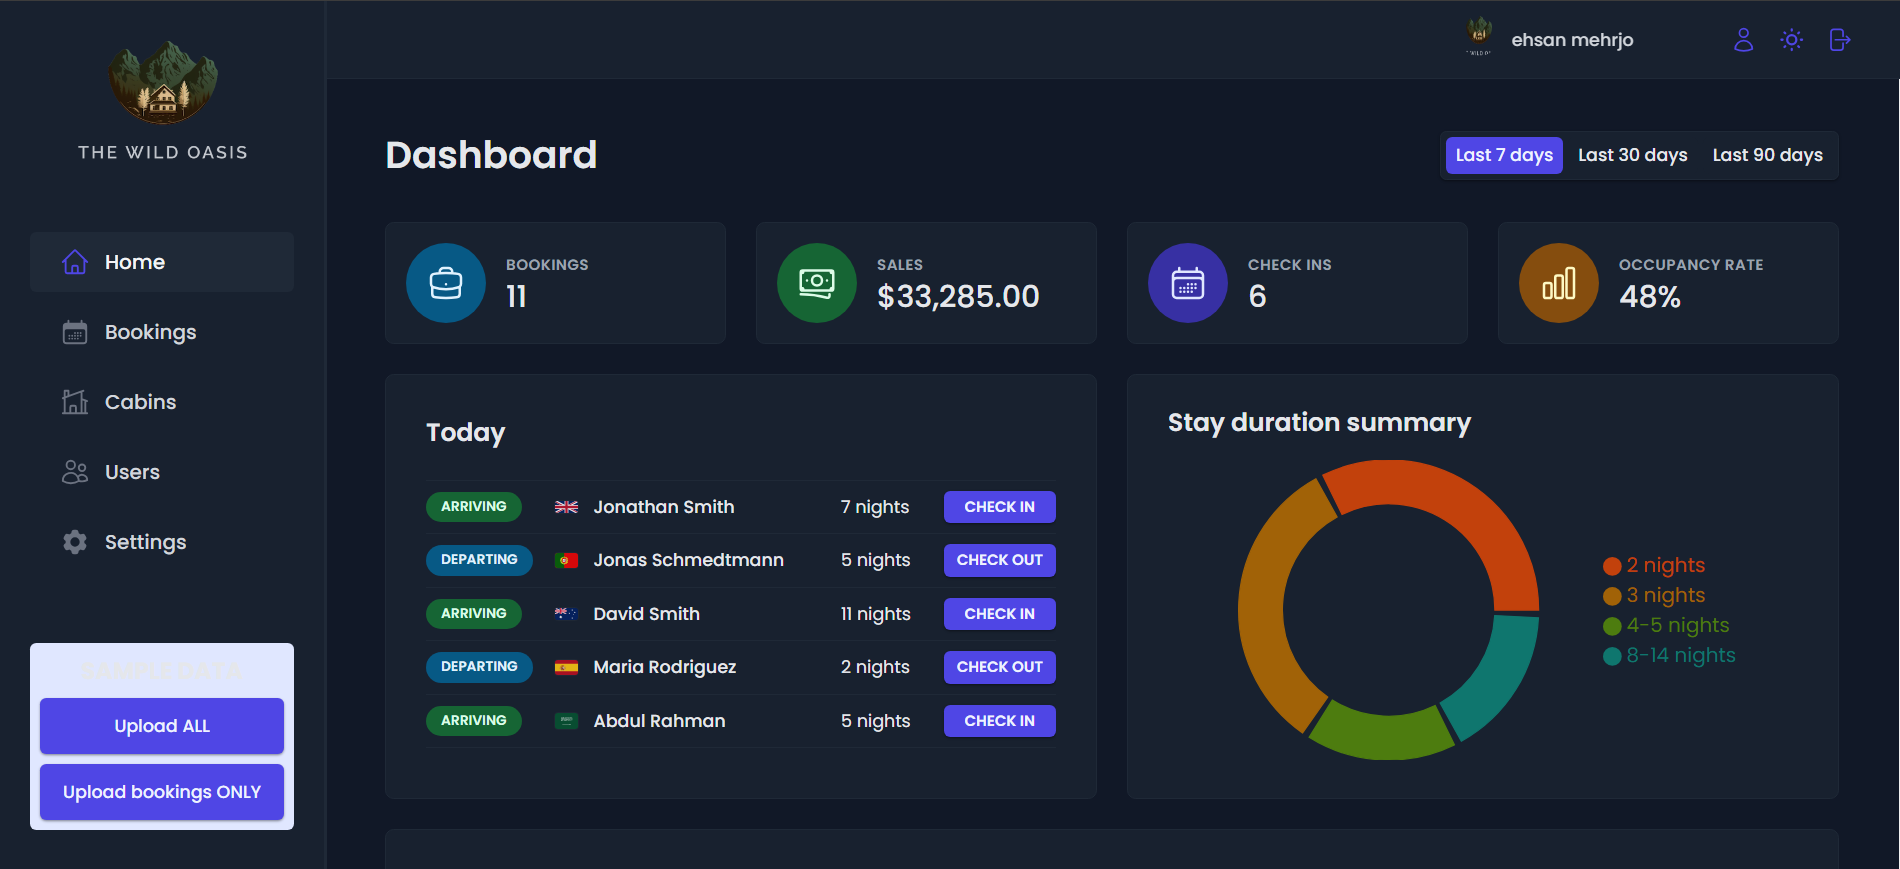 THE WILD OASIS
Home
Bookings
Cabins
Users
Settings
SAMPLE DATA
Upload ALL
Upload bookings ONLY
ehsan mehrjo
Dashboard
Last 7 days Last 30 days Last 90 days
BOOKINGS
11
SALES
$33,285.00
CHECK INS
6
OCCUPANCY RATE
48%
Today
ARRIVING Jonathan Smith 7 nights CHECK IN
DEPARTING Jonas Schmedtmann 5 nights CHECK OUT
ARRIVING David Smith 11 nights CHECK IN
DEPARTING Maria Rodriguez 2 nights CHECK OUT
ARRIVING Abdul Rahman 5 nights CHECK IN
Stay duration summary
2 nights
3 nights
4-5 nights
8-14 nights